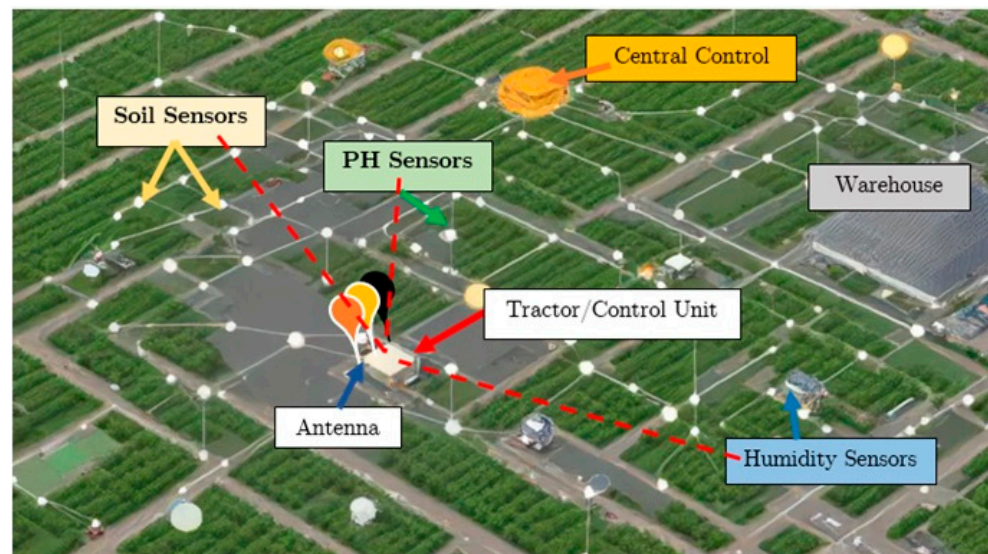 Central Control
Soil Sensors
PH Sensors
Warehouse
Tractor/Control Unit
Antenna
Humidity Sensors